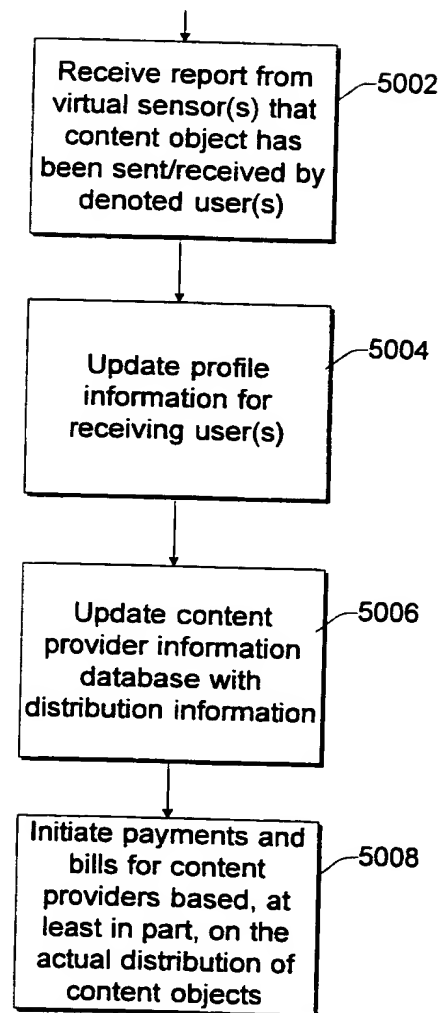 Receive report from
virtual sensor(s) that
content object has
been sent/received by
denoted user(s)
5002
Update profile
information for
receiving user(s)
5004
Update content
provider information
database with
distribution information
5006
Initiate payments and
bills for content
providers based, at
least in part, on the
actual distribution of
content objects
5008